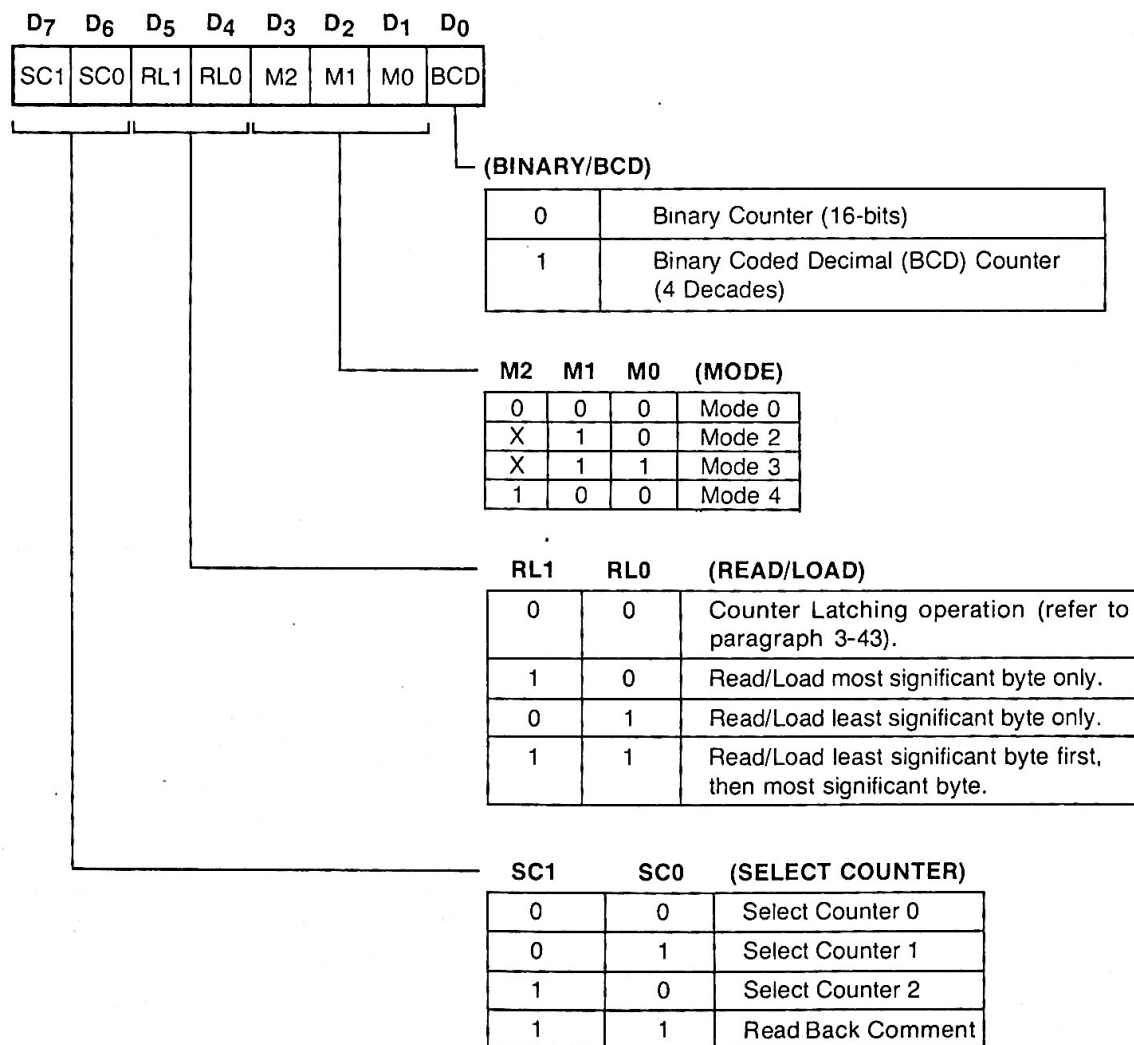 D7 D6 D5 D4 D3 D2 D1 D0
SC1 SC0 RL1 RL0 M2 M1 M0 BCD
(BINARY/BCD)
0 Binary Counter (16-bits)
1 Binary Coded Decimal (BCD) Counter
(4 Decades)
M2 M1 M0 (MODE)
0 0 0 Mode 0
X 1 0 Mode 2
X 1 1 Mode 3
1 0 0 Mode 4
RL1 RL0 (READ/LOAD)
0 0 Counter Latching operation (refer to
paragraph 3-43).
1 0 Read/Load most significant byte only.
0 1 Read/Load least significant byte only.
1 1 Read/Load least significant byte first,
then most significant byte.
SC1 SC0 (SELECT COUNTER)
0 0 Select Counter 0
0 1 Select Counter 1
1 0 Select Counter 2
1 1 Read Back Comment